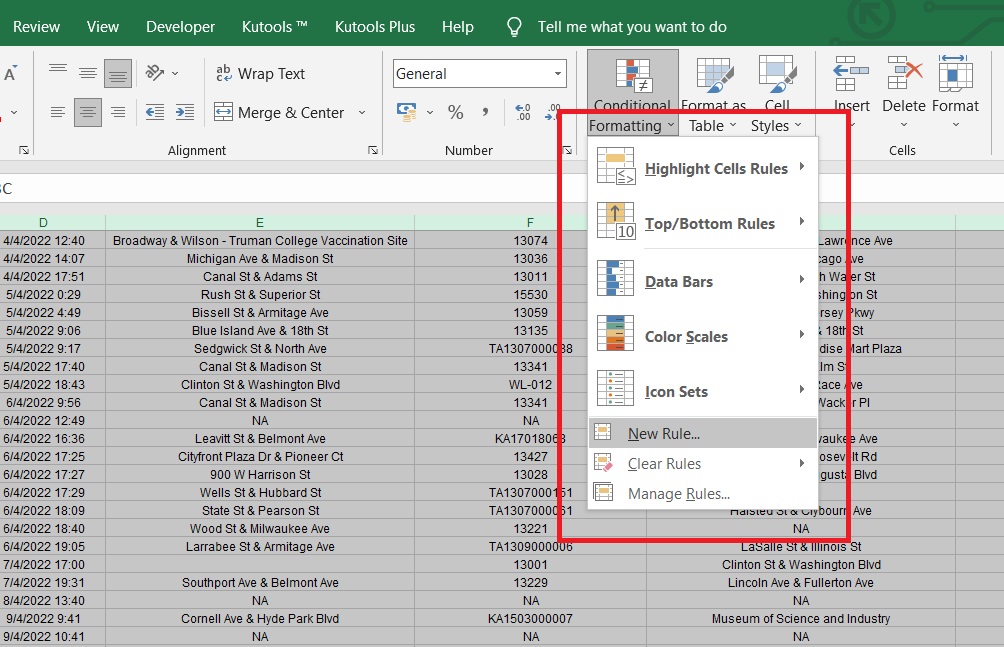 Review View Developer Kutools ™ Kutools Plus Help Tell me what you want to do
A ab c Wrap Text General
Conditional Format as Cell Insert Delete Format
Merge & Center % , .0 .00 .00
Formatting Table Styles
Alignment Number Cells
Highlight Cells Rules
C
Top/Bottom Rules
10
D E F
4/4/2022 12:40 Broadway & Wilson - Truman College Vaccination Site 13074 Lawrence Ave
4/4/2022 14:07 Michigan Ave & Madison St 13036 cago Ave
4/4/2022 17:51 Canal St & Adams St 13011 h Water St
Data Bars
5/4/2022 0:29 Rush St & Superior St 15530 shington St
5/4/2022 4:49 Bissell St & Armitage Ave 13059 ersey Pkwy
5/4/2022 9:06 Blue Island Ave & 18th St 13135 & 18th St
Color Scales
5/4/2022 9:17 Sedgwick St & North Ave TA1307000038 dise Mart Plaza
5/4/2022 17:40 Canal St & Madison St 13341 lm St
5/4/2022 18:43 Clinton St & Washington Blvd WL-012 Race Ave
Icon Sets
6/4/2022 9:56 Canal St & Madison St 13341 Wacker Pl
6/4/2022 12:49 NA NA
6/4/2022 16:36 Leavitt St & Belmont Ave KA17018068 New Rule... waukee Ave
6/4/2022 17:25 Cityfront Plaza Dr & Pioneer Ct 13427 osevelt Rd
Clear Rules
6/4/2022 17:27 900 W Harrison St 13028 gusta Blvd
6/4/2022 17:29 Wells St & Hubbard St TA1307000151 Manage Rules...
6/4/2022 18:09 State St & Pearson St TA1307000061 Halsted St & Clybourn Ave
6/4/2022 18:40 Wood St & Milwaukee Ave 13221 NA
6/4/2022 19:05 Larrabee St & Armitage Ave TA1309000006 LaSalle St & Illinois St
7/4/2022 17:00 13001 Clinton St & Washington Blvd
7/4/2022 19:31 Southport Ave & Belmont Ave 13229 Lincoln Ave & Fullerton Ave
8/4/2022 13:40 NA NA NA
9/4/2022 9:41 Cornell Ave & Hyde Park Blvd KA1503000007 Museum of Science and Industry
9/4/2022 10:41 NA NA NA